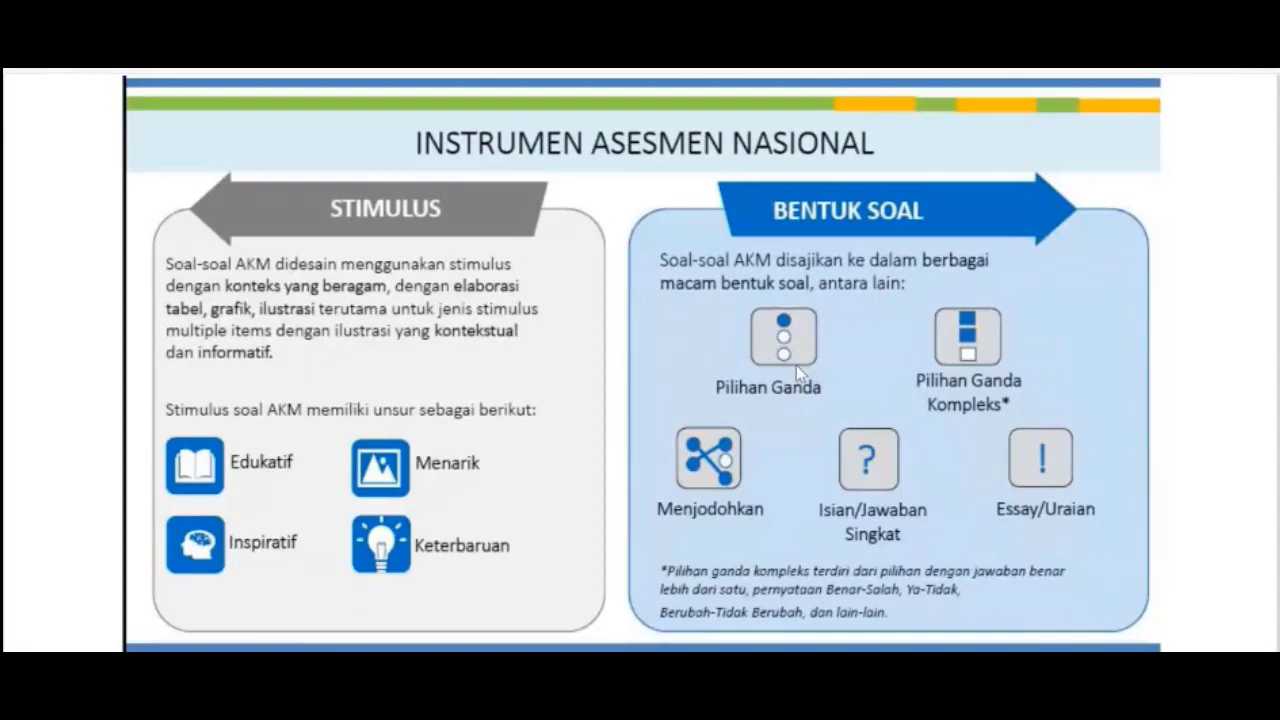 INSTRUMEN ASESMEN NASIONAL
STIMULUS
Soal-soal AKM didesain menggunakan stimulus
dengan konteks yang beragam, dengan elaborasi
tabel, grafik, ilustrasi terutama untuk jenis stimulus
multiple items dengan ilustrasi yang kontekstual
dan informatif.
Stimulus soal AKM memiliki unsur sebagai berikut:
Edukatif
Menarik
Inspiratif
Keterbaruan
BENTUK SOAL
Soal-soal AKM disajikan ke dalam berbagai
macam bentuk soal, antara lain:
Pilihan Ganda
Pilihan Ganda
Kompleks*
Menjodohkan
?
Isian/Jawaban
Singkat
!
Essay/Uraian
*Pilihan ganda kompleks terdiri dari pilihan dengan jawaban benar
lebih dari satu, pernyataan Benar-Salah, Ya-Tidak,
Berubah-Tidak Berubah, dan lain-lain.